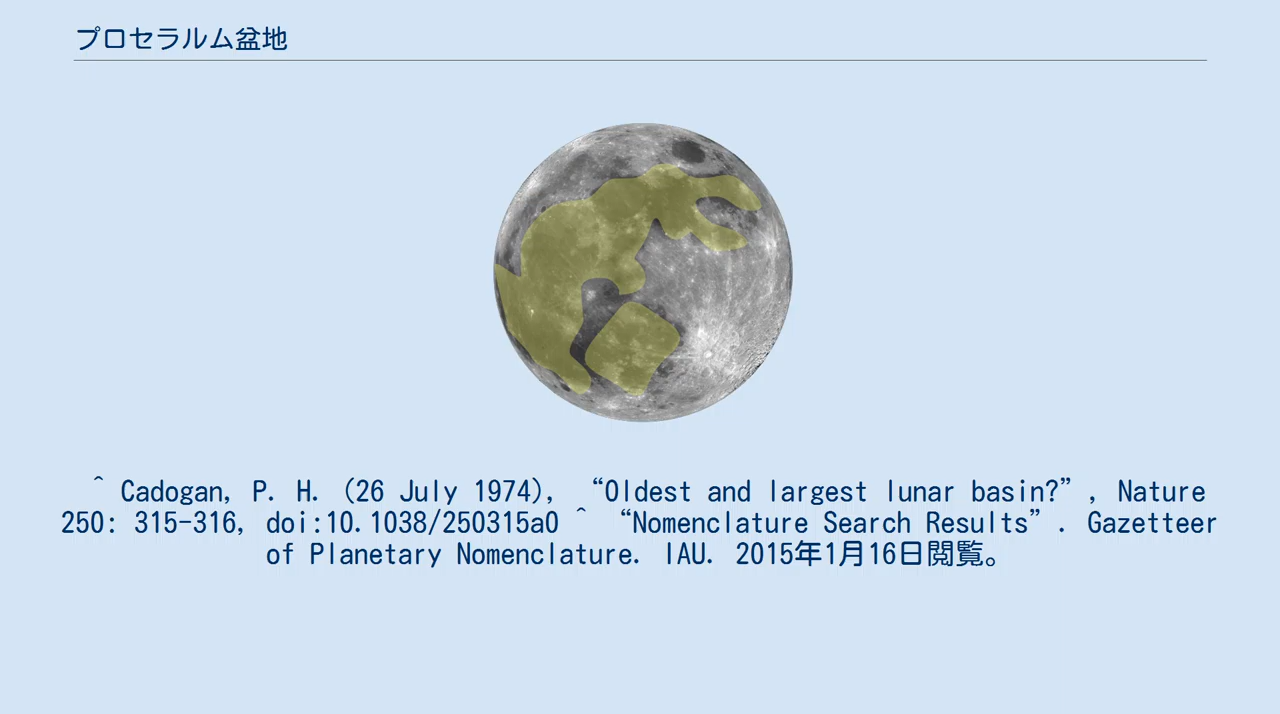 プロセラルム盆地
^ Cadogan, P. H. (26 July 1974), “Oldest and largest lunar basin?”, Nature
250: 315-316, doi:10.1038/250315a0 ^ “Nomenclature Search Results”. Gazetteer
of Planetary Nomenclature. IAU. 2015年1月16日閲覧。